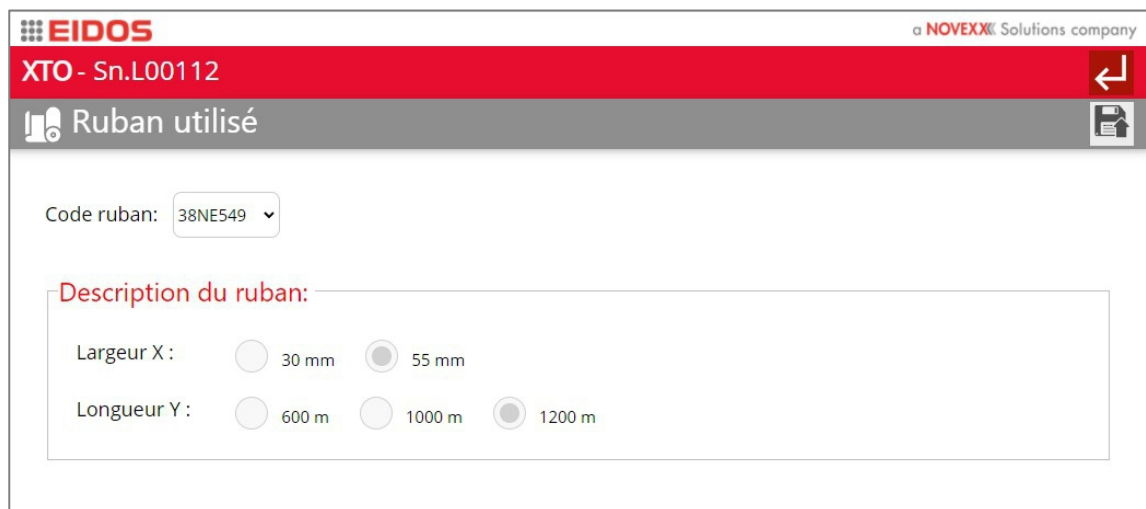 EIDOS
a NOVEXX Solutions company
XTO - Sn.L00112
Ruban utilisé
Code ruban: 38NE549
Description du ruban:
Largeur X : 30 mm 55 mm
Longueur Y : 600 m 1000 m 1200 m